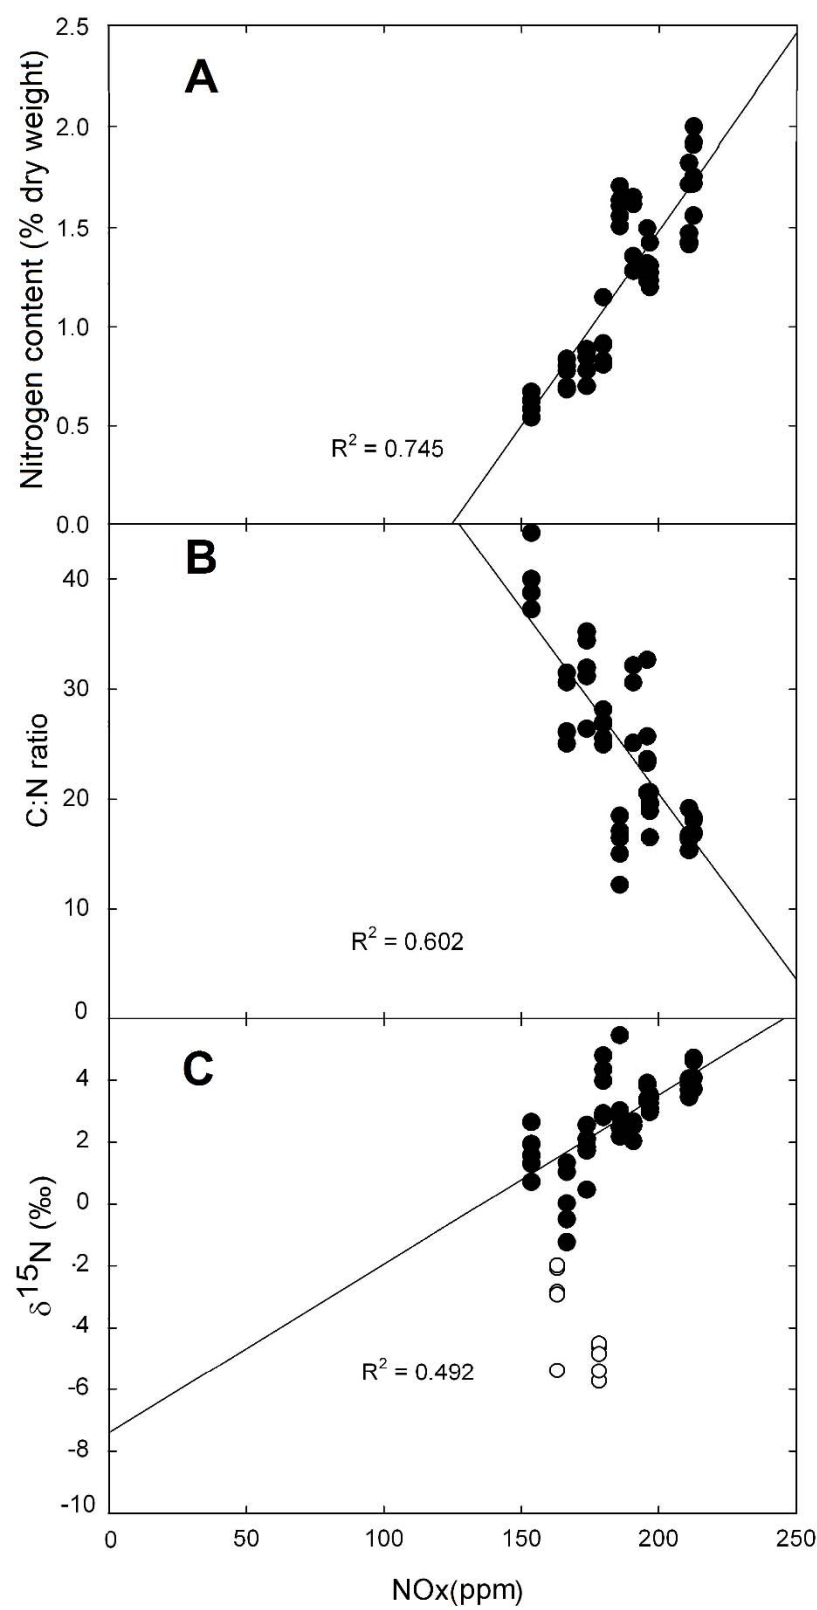 2.5
A
2.0
1.5
1.0
0.5
0.0
Nitrogen content (% dry weight)
R² = 0.745
B
40
30
20
10
0
C:N ratio
R² = 0.602
C
4
2
0
-2
-4
-6
-8
-10
δ¹⁵N (‰)
R² = 0.492
0 50 100 150 200 250
NOx(ppm)